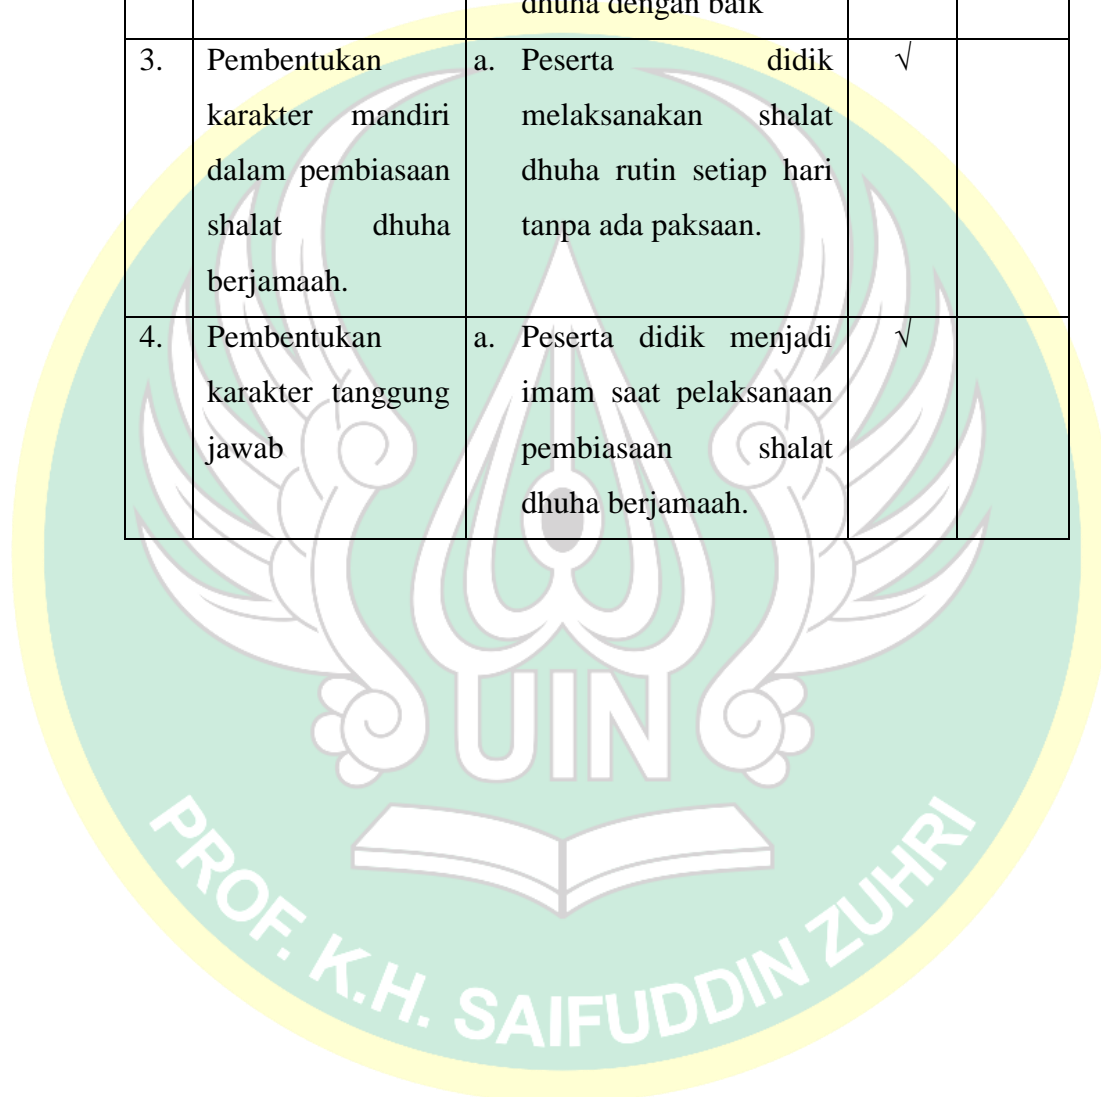 dhuha dengan baik
3. Pembentukan a. Peserta didik √
karakter mandiri melaksanakan shalat
dalam pembiasaan dhuha rutin setiap hari
shalat dhuha tanpa ada paksaan.
berjamaah.
4. Pembentukan a. Peserta didik menjadi √
karakter tanggung imam saat pelaksanaan
jawab pembiasaan shalat
dhuha berjamaah.
UIN
PROF. K.H. SAIFUDDIN ZUHRI